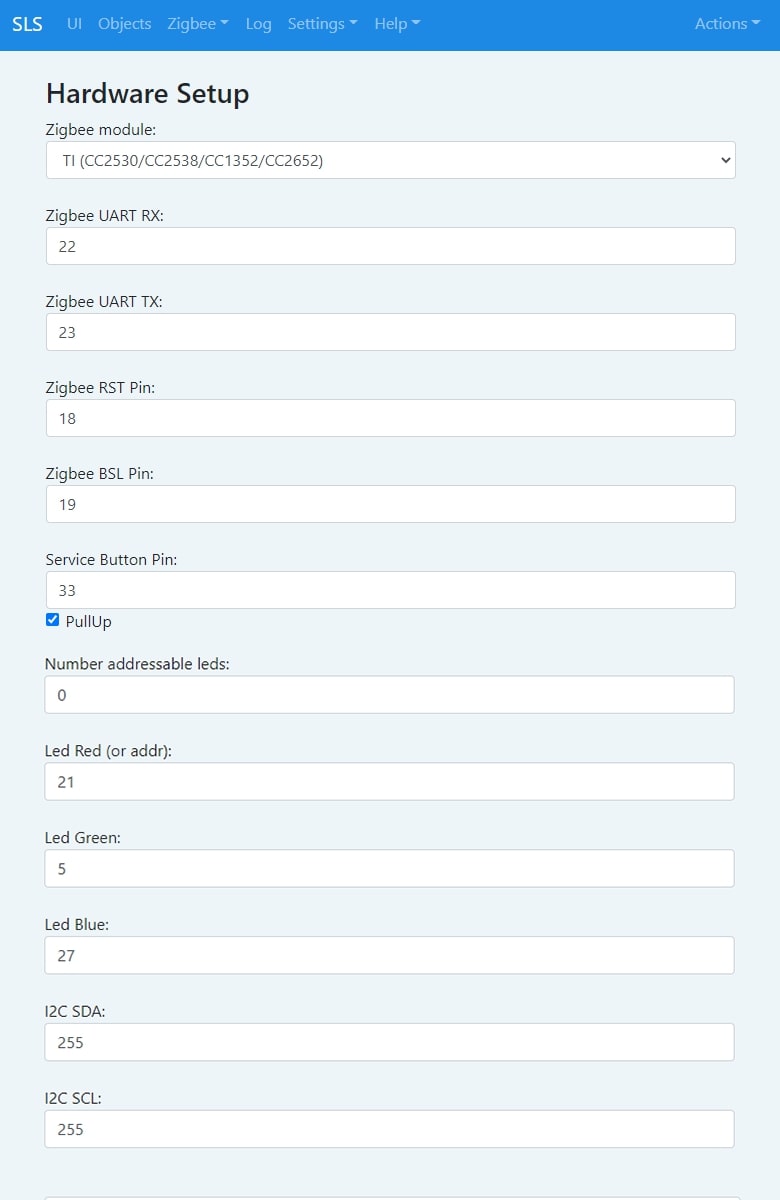 SLS UI Objects Zigbee Log Settings Help Actions
Hardware Setup
Zigbee module:
TI (CC2530/CC2538/CC1352/CC2652)
Zigbee UART RX:
22
Zigbee UART TX:
23
Zigbee RST Pin:
18
Zigbee BSL Pin:
19
Service Button Pin:
33
PullUp
Number addressable leds:
0
Led Red (or addr):
21
Led Green:
5
Led Blue:
27
I2C SDA:
255
I2C SCL:
255